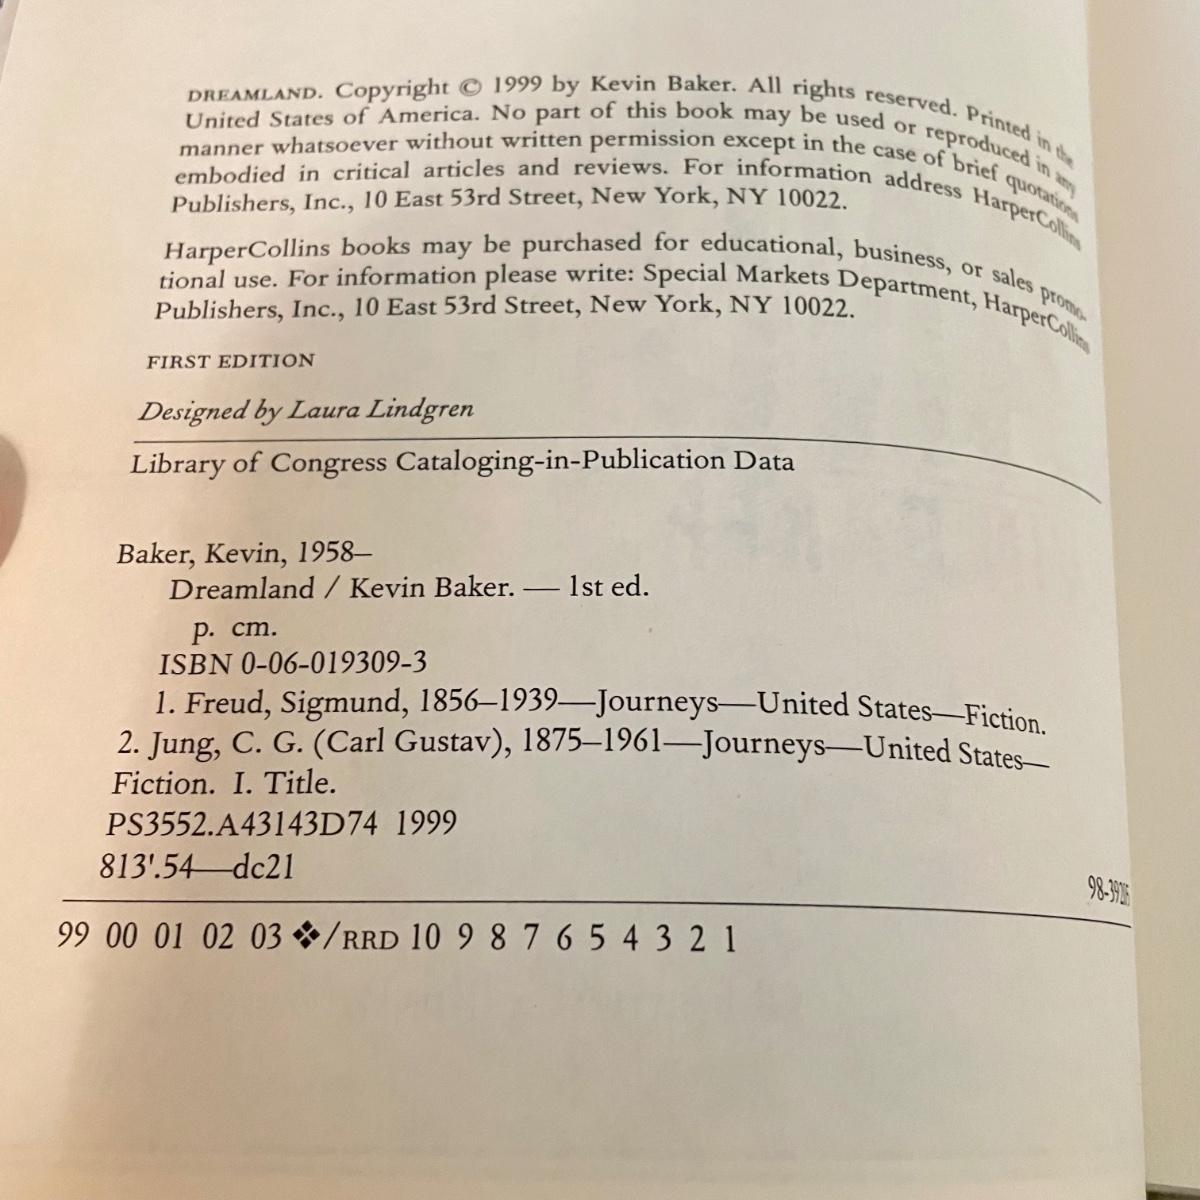 DREAMLAND. Copyright © 1999 by Kevin Baker. All rights reserved. Printed in the
United States of America. No part of this book may be used or reproduced in any
manner whatsoever without written permission except in the case of brief quotations
embodied in critical articles and reviews. For information address HarperCollins
Publishers, Inc., 10 East 53rd Street, New York, NY 10022.
HarperCollins books may be purchased for educational, business, or sales promo-
tional use. For information please write: Special Markets Department, HarperCollins
Publishers, Inc., 10 East 53rd Street, New York, NY 10022.
FIRST EDITION
Designed by Laura Lindgren
Library of Congress Cataloging-in-Publication Data
Baker, Kevin, 1958–
Dreamland / Kevin Baker. — 1st ed.
p. cm.
ISBN 0-06-019309-3
1. Freud, Sigmund, 1856–1939—Journeys—United States—Fiction.
2. Jung, C. G. (Carl Gustav), 1875–1961—Journeys—United States—
Fiction. I. Title.
PS3552.A43143D74 1999
813'.54—dc21
99 00 01 02 03 ❖/RRD 10 9 8 7 6 5 4 3 2 1